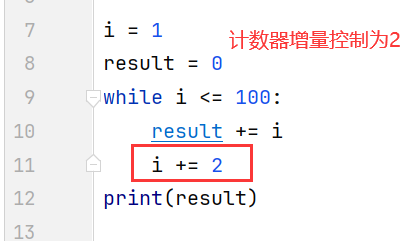 7 i = 1
计数器增量控制为2
8 result = 0
9 while i <= 100:
10 result += i
11 i += 2
12 print(result)
13